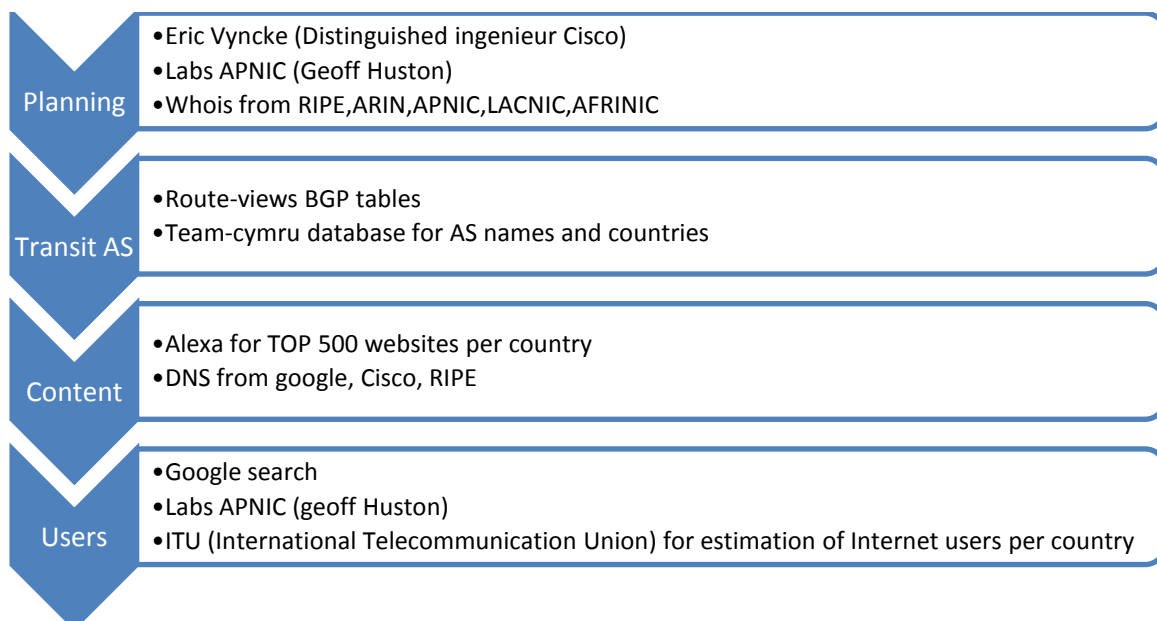 Planning
•Eric Vyncke (Distinguished ingenieur Cisco)
•Labs APNIC (Geoff Huston)
•Whois from RIPE,ARIN,APNIC,LACNIC,AFRINIC
Transit AS
•Route-views BGP tables
•Team-cymru database for AS names and countries
Content
•Alexa for TOP 500 websites per country
•DNS from google, Cisco, RIPE
Users
•Google search
•Labs APNIC (geoff Huston)
•ITU (International Telecommunication Union) for estimation of Internet users per country